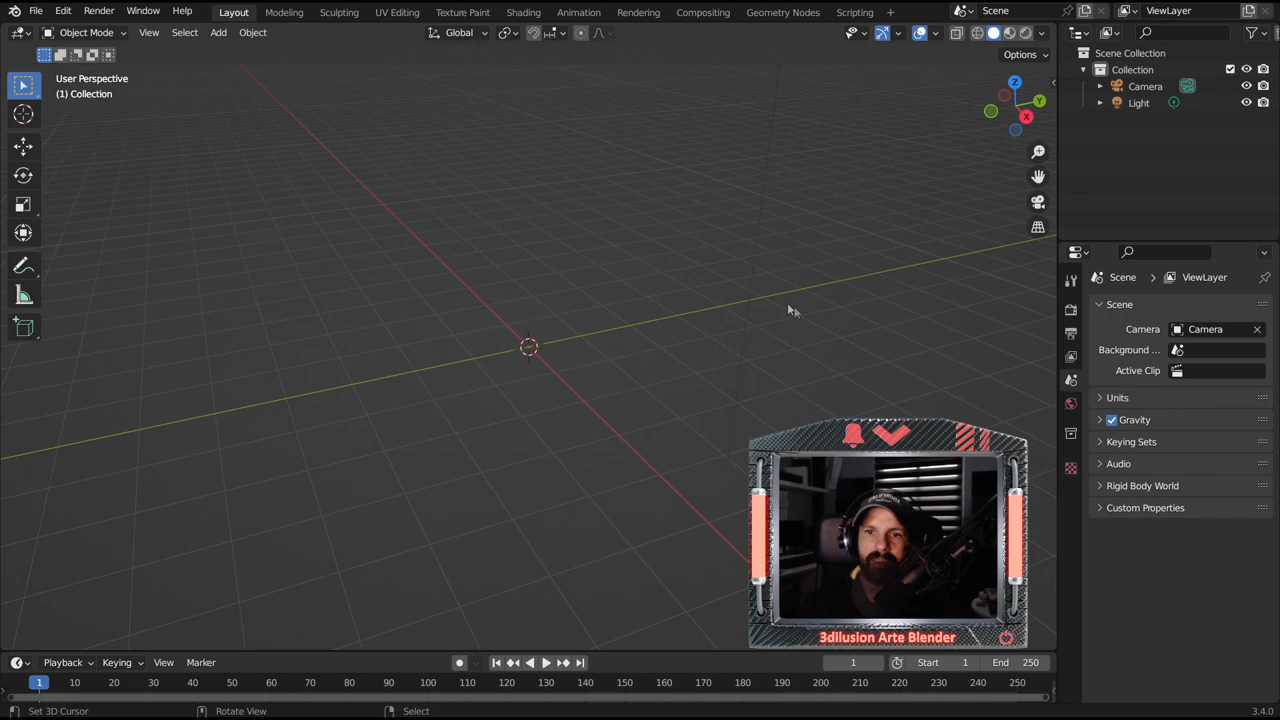 File Edit Render Window Help Layout Modeling Sculpting UV Editing Texture Paint Shading Animation Rendering Compositing Geometry Nodes Scripting Scene ViewLayer
Object Mode View Select Add Object Global
Options
User Perspective
(1) Collection
Z
Y
X
Scene Collection
Collection
Camera
Light
Scene ViewLayer
Scene
Camera Camera
Background ...
Active Clip
Units
Gravity
Keying Sets
Audio
Rigid Body World
Custom Properties
3dilusion Arte Blender
Playback Keying View Marker 1 Start 1 End 250
1 10 20 30 40 50 60 70 80 90 100 110 120 130 140 150 160 170 180 190 200 210 220 230 240 250
Set 3D Cursor Rotate View Select 3.4.0